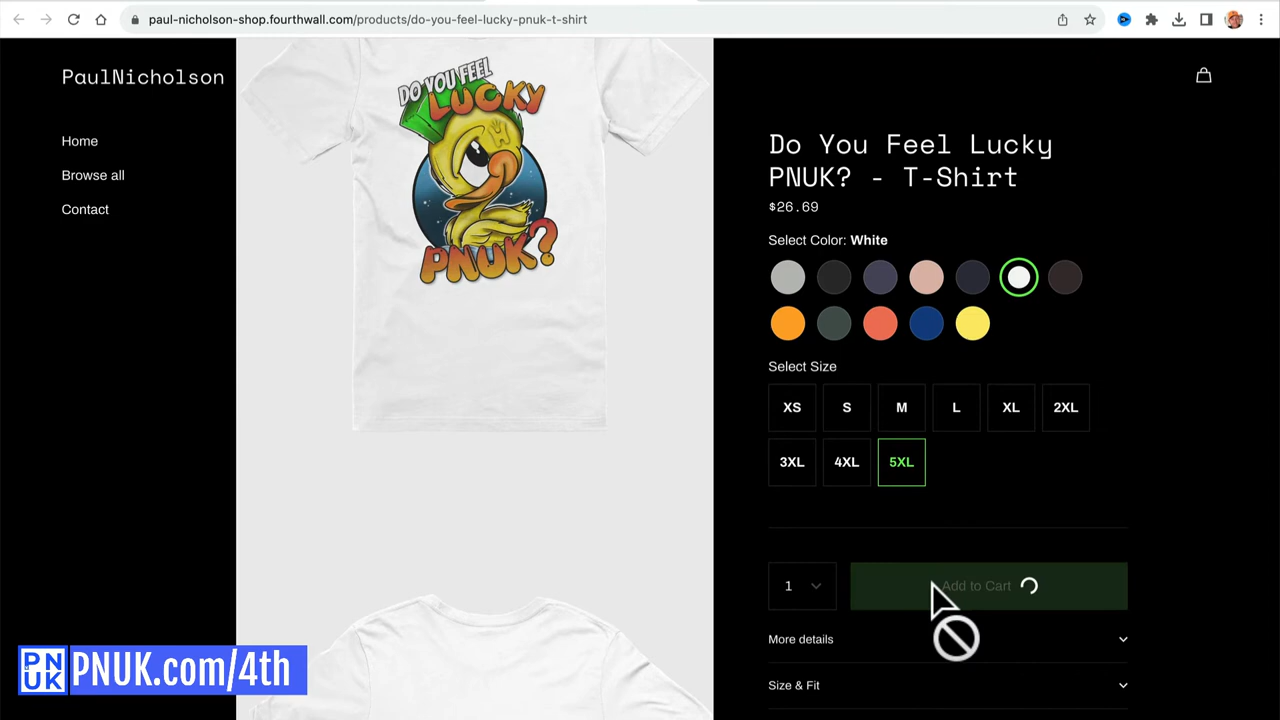 paul-nicholson-shop.fourthwall.com/products/do-you-feel-lucky-pnuk-t-shirt
PaulNicholson
Home
Browse all
Contact
DO YOU FEEL
LUCKY
PNUK?
Do You Feel Lucky
PNUK? - T-Shirt
$26.69
Select Color: White
Select Size
XS
S
M
L
XL
2XL
3XL
4XL
5XL
1
Add to Cart
More details
Size & Fit
PN
UK
PNUK.com/4th